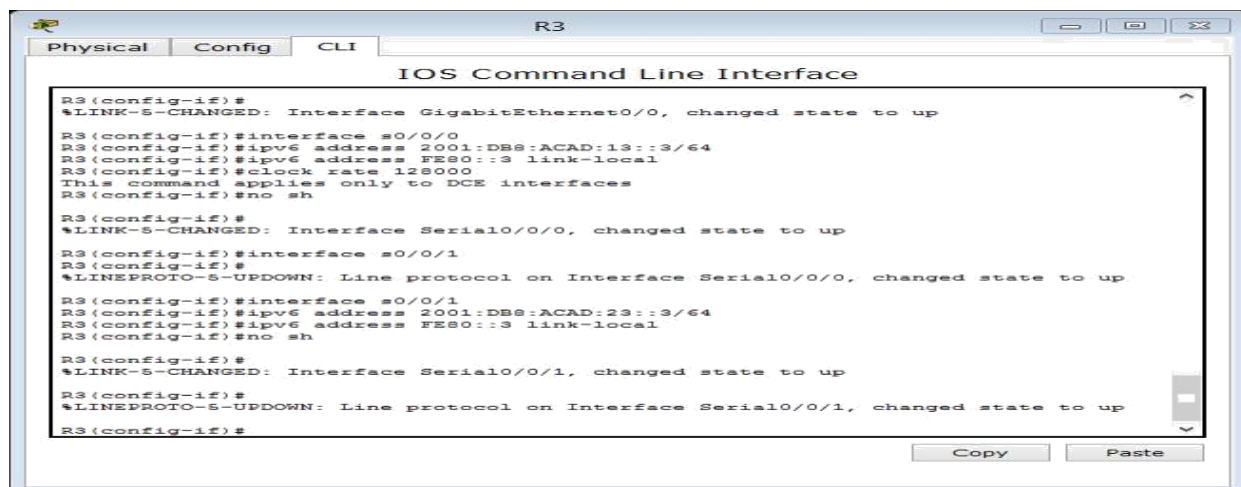 R3
Physical Config CLI
IOS Command Line Interface
R3(config-if)#
%LINK-5-CHANGED: Interface GigabitEthernet0/0, changed state to up
R3(config-if)#interface s0/0/0
R3(config-if)#ipv6 address 2001:DB8:ACAD:13::3/64
R3(config-if)#ipv6 address FE80::3 link-local
R3(config-if)#clock rate 128000
This command applies only to DCE interfaces
R3(config-if)#no sh
R3(config-if)#
%LINK-5-CHANGED: Interface Serial0/0/0, changed state to up
R3(config-if)#interface s0/0/1
R3(config-if)#
%LINEPROTO-5-UPDOWN: Line protocol on Interface Serial0/0/0, changed state to up
R3(config-if)#interface s0/0/1
R3(config-if)#ipv6 address 2001:DB8:ACAD:23::3/64
R3(config-if)#ipv6 address FE80::3 link-local
R3(config-if)#no sh
R3(config-if)#
%LINK-5-CHANGED: Interface Serial0/0/1, changed state to up
R3(config-if)#
%LINEPROTO-5-UPDOWN: Line protocol on Interface Serial0/0/1, changed state to up
R3(config-if)#
Copy Paste